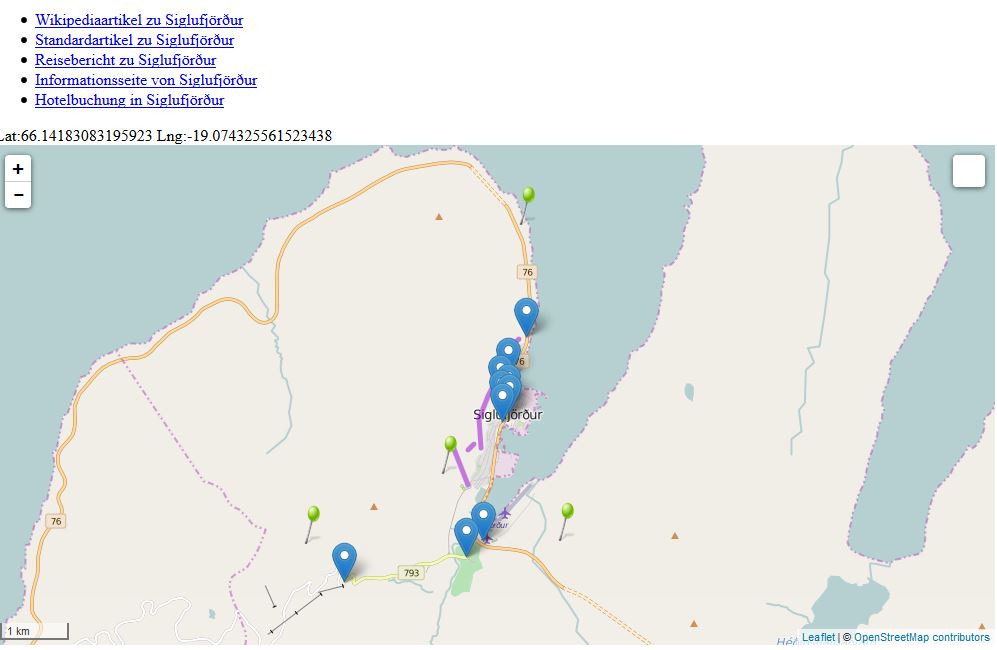 Wikipediaartikel zu Siglufjörður
Standardartikel zu Siglufjörður
Reisebericht zu Siglufjörður
Informationsseite von Siglufjörður
Hotelbuchung in Siglufjörður
Lat:66.14183083195923 Lng:-19.074325561523438
+
−
76
76
Siglufjörður
76
793
1 km
Leaflet | © OpenStreetMap contributors